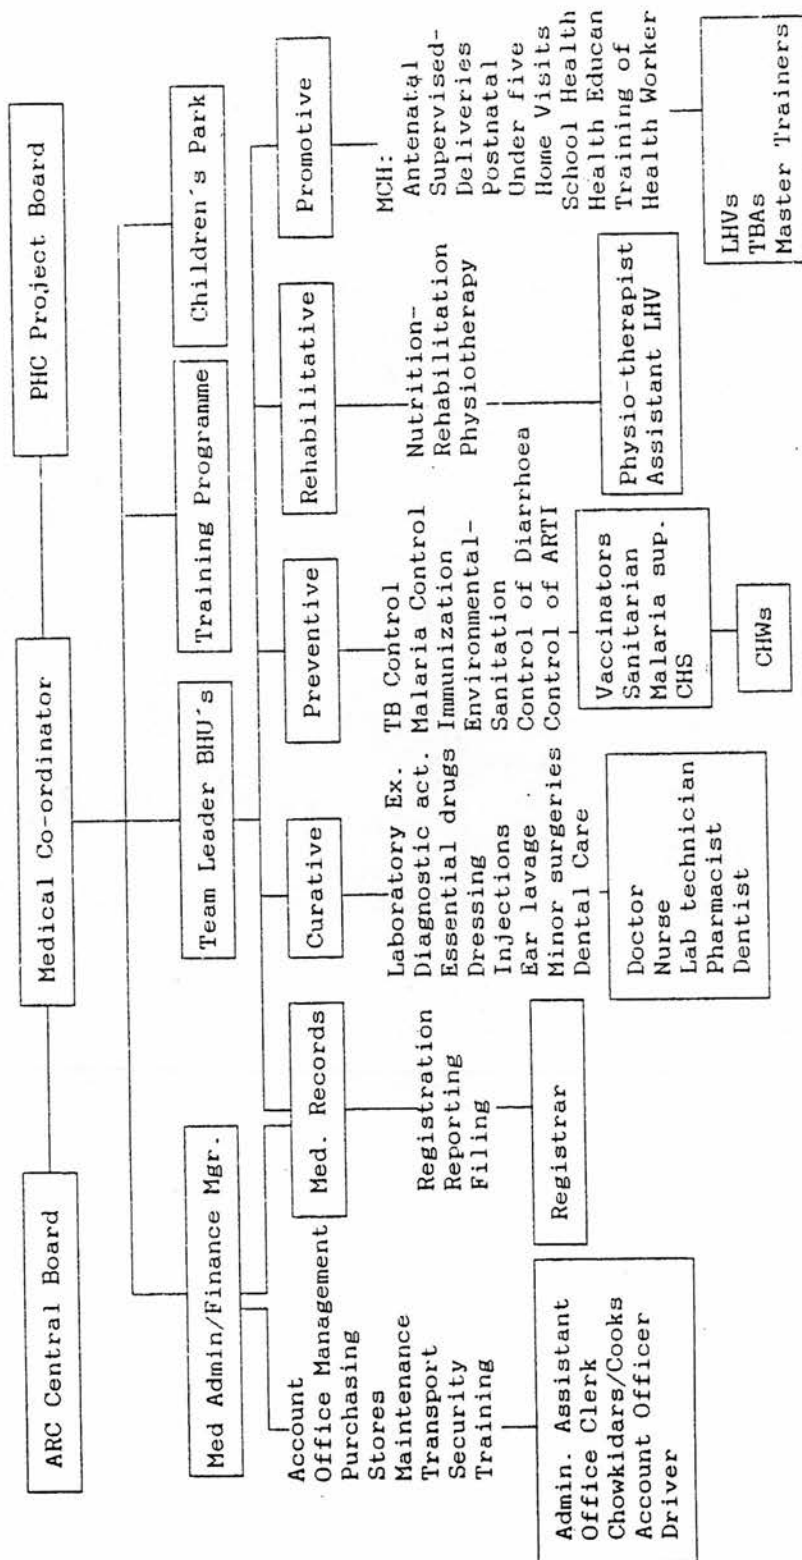 ARC Central Board
Medical Co-ordinator
PHC Project Board
Med Admin/Finance Mgr.
Team Leader BHU's
Training Programme
Children's Park
Med. Records
Curative
Preventive
Rehabilitative
Promotive
Account
Office Management
Purchasing
Stores
Maintenance
Transport
Security
Training
Registration
Reporting
Filing
Laboratory Ex.
Diagnostic act.
Essential drugs
Dressing
Injections
Ear lavage
Minor surgeries
Dental Care
TB Control
Malaria Control
Immunization
Environmental-
Sanitation
Control of Diarrhoea
Control of ARTI
Nutrition-
Rehabilitation
Physiotherapy
MCH:
Antenatal
Supervised-
Deliveries
Postnatal
Under five
Home Visits
School Health
Health Educan
Training of
Health Worker
Admin. Assistant
Office Clerk
Chowkidars/Cooks
Account Officer
Driver
Registrar
Doctor
Nurse
Lab technician
Pharmacist
Dentist
Vaccinators
Sanitarian
Malaria sup.
CHS
CHWs
Physio-therapist
Assistant LHV
LHVs
TBAs
Master Trainers